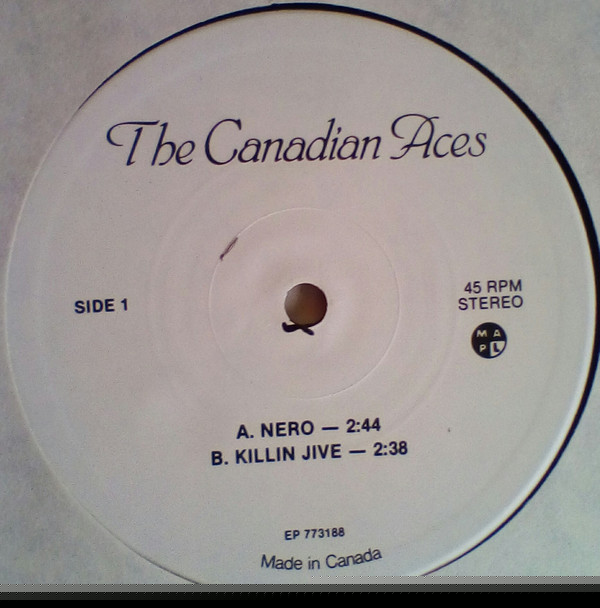 The Canadian Aces
SIDE 1
45 RPM
STEREO
M A
P L
A. NERO — 2:44
B. KILLIN JIVE — 2:38
EP 773188
Made in Canada